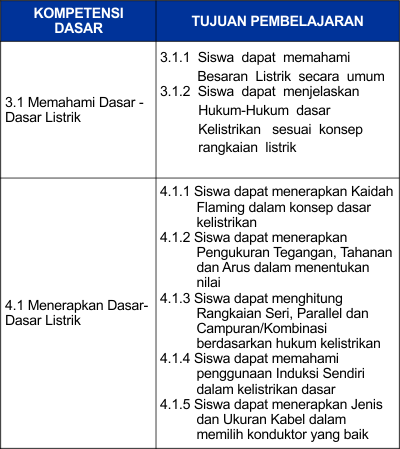 KOMPETENSI
DASAR
TUJUAN PEMBELAJARAN
3.1 Memahami Dasar -
Dasar Listrik
3.1.1 Siswa dapat memahami
Besaran Listrik secara umum
3.1.2 Siswa dapat menjelaskan
Hukum-Hukum dasar
Kelistrikan sesuai konsep
rangkaian listrik
4.1 Menerapkan Dasar-
Dasar Listrik
4.1.1 Siswa dapat menerapkan Kaidah
Flaming dalam konsep dasar
kelistrikan
4.1.2 Siswa dapat menerapkan
Pengukuran Tegangan, Tahanan
dan Arus dalam menentukan
nilai
4.1.3 Siswa dapat menghitung
Rangkaian Seri, Parallel dan
Campuran/Kombinasi
berdasarkan hukum kelistrikan
4.1.4 Siswa dapat memahami
penggunaan Induksi Sendiri
dalam kelistrikan dasar
4.1.5 Siswa dapat menerapkan Jenis
dan Ukuran Kabel dalam
memilih konduktor yang baik